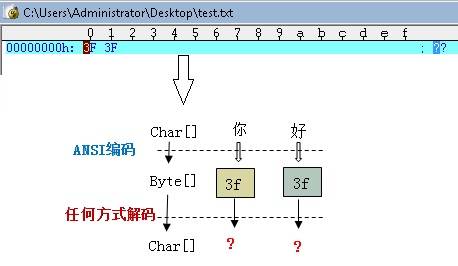 C:\Users\Administrator\Desktop\test.txt
0 1 2 3 4 5 6 7 8 9 a b c d e f
00000000h: 3F 3F ; ??
Char[] 你 好
ANSI编码
Byte[] 3f 3f
任何方式解码
Char[] ? ?